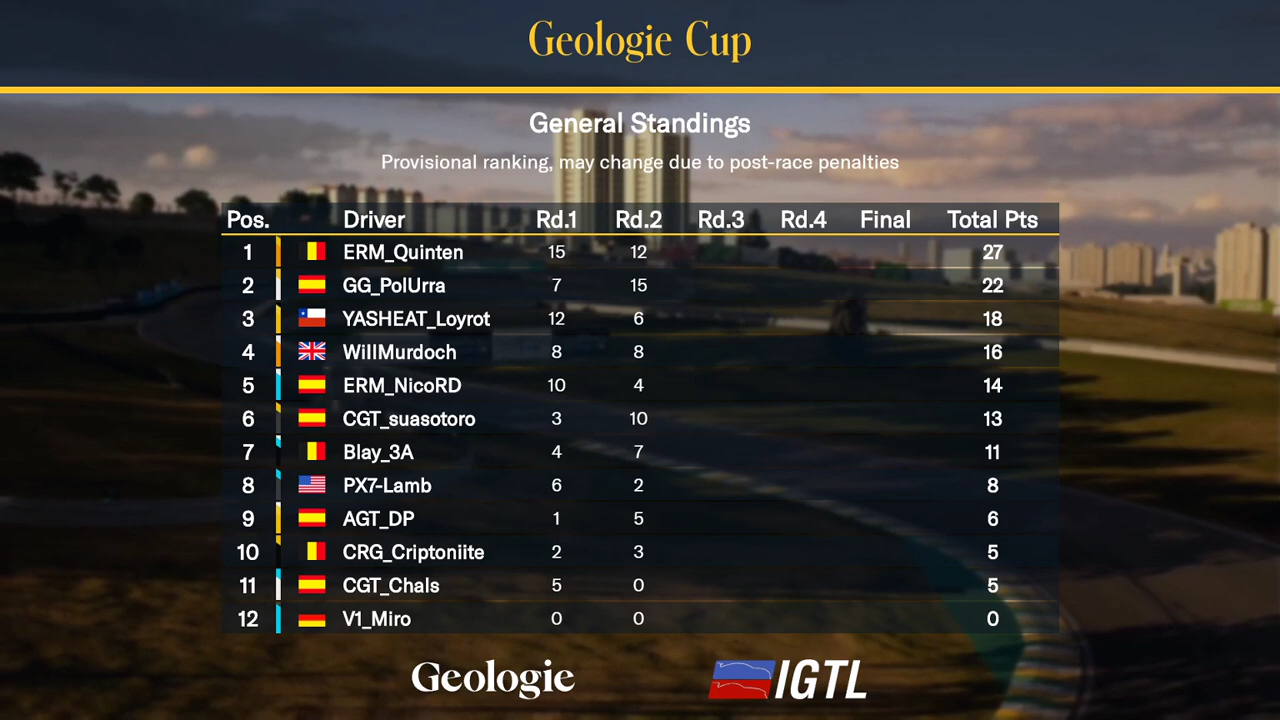 Geologie Cup
General Standings
Provisional ranking, may change due to post-race penalties
Pos. Driver Rd.1 Rd.2 Rd.3 Rd.4 Final Total Pts
1 ERM_Quinten 15 12 27
2 GG_PolUrra 7 15 22
3 YASHEAT_Loyrot 12 6 18
4 WillMurdoch 8 8 16
5 ERM_NicoRD 10 4 14
6 CGT_suasotoro 3 10 13
7 Blay_3A 4 7 11
8 PX7-Lamb 6 2 8
9 AGT_DP 1 5 6
10 CRG_Criptoniite 2 3 5
11 CGT_Chals 5 0 5
12 V1_Miro 0 0 0
Geologie IGTL